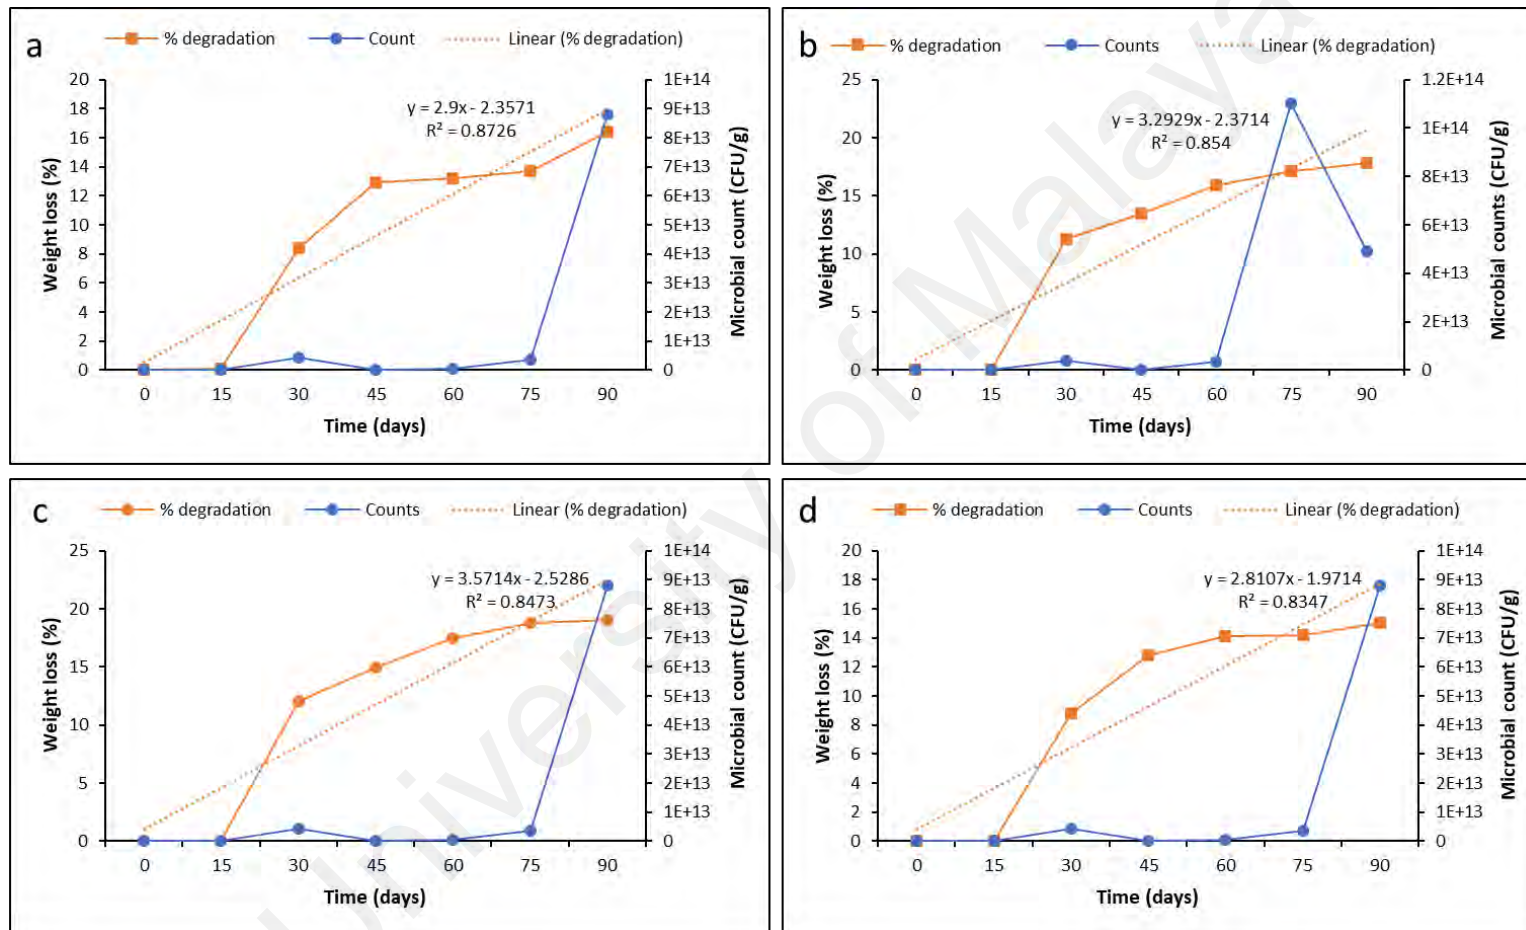 a
% degradation Count Linear (% degradation)
20
18
16
14
12
10
8
6
4
2
0
Weight loss (%)
y = 2.9x - 2.3571
R² = 0.8726
1E+14
9E+13
8E+13
7E+13
6E+13
5E+13
4E+13
3E+13
2E+13
1E+13
0
Microbial count (CFU/g)
0 15 30 45 60 75 90
Time (days)
b
% degradation Counts Linear (% degradation)
25
20
15
10
5
0
Weight loss (%)
y = 3.2929x - 2.3714
R² = 0.854
1.2E+14
1E+14
8E+13
6E+13
4E+13
2E+13
0
Microbial counts (CFU/g)
0 15 30 45 60 75 90
Time (days)
c
% degradation Counts Linear (% degradation)
25
20
15
10
5
0
Weight loss (%)
y = 3.5714x - 2.5286
R² = 0.8473
1E+14
9E+13
8E+13
7E+13
6E+13
5E+13
4E+13
3E+13
2E+13
1E+13
0
Microbial count (CFU/g)
0 15 30 45 60 75 90
Time (days)
d
% degradation Counts Linear (% degradation)
20
18
16
14
12
10
8
6
4
2
0
Weight loss (%)
y = 2.8107x - 1.9714
R² = 0.8347
1E+14
9E+13
8E+13
7E+13
6E+13
5E+13
4E+13
3E+13
2E+13
1E+13
0
Microbial count (CFU/g)
0 15 30 45 60 75 90
Time (days)
University of Malaya